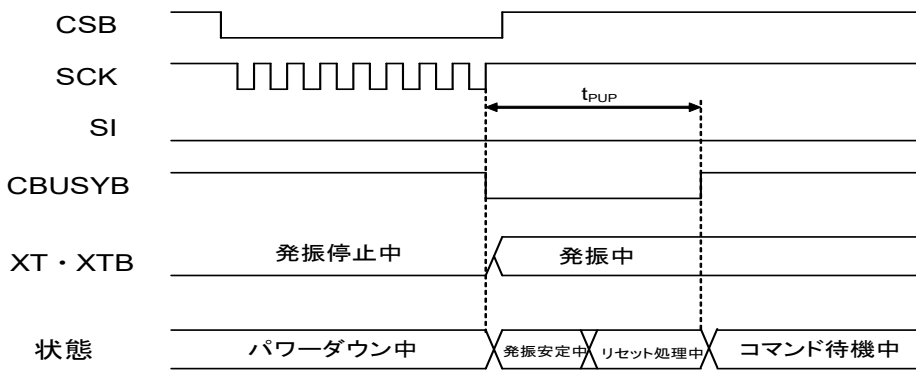 CSB
SCK
tPUP
SI
CBUSYB
XT・XTB 発振停止中 発振中
状態 パワーダウン中 発振安定中 リセット処理中 コマンド待機中